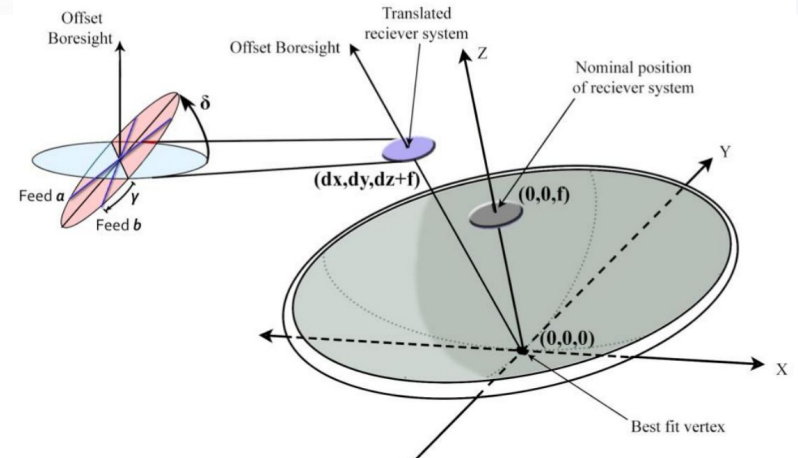 Offset
Boresight
Translated
reciever system
Offset Boresight
Z
Nominal position
of reciever system
δ
Y
(dx,dy,dz+f)
(0,0,f)
Feed a
γ
Feed b
(0,0,0)
X
Best fit vertex